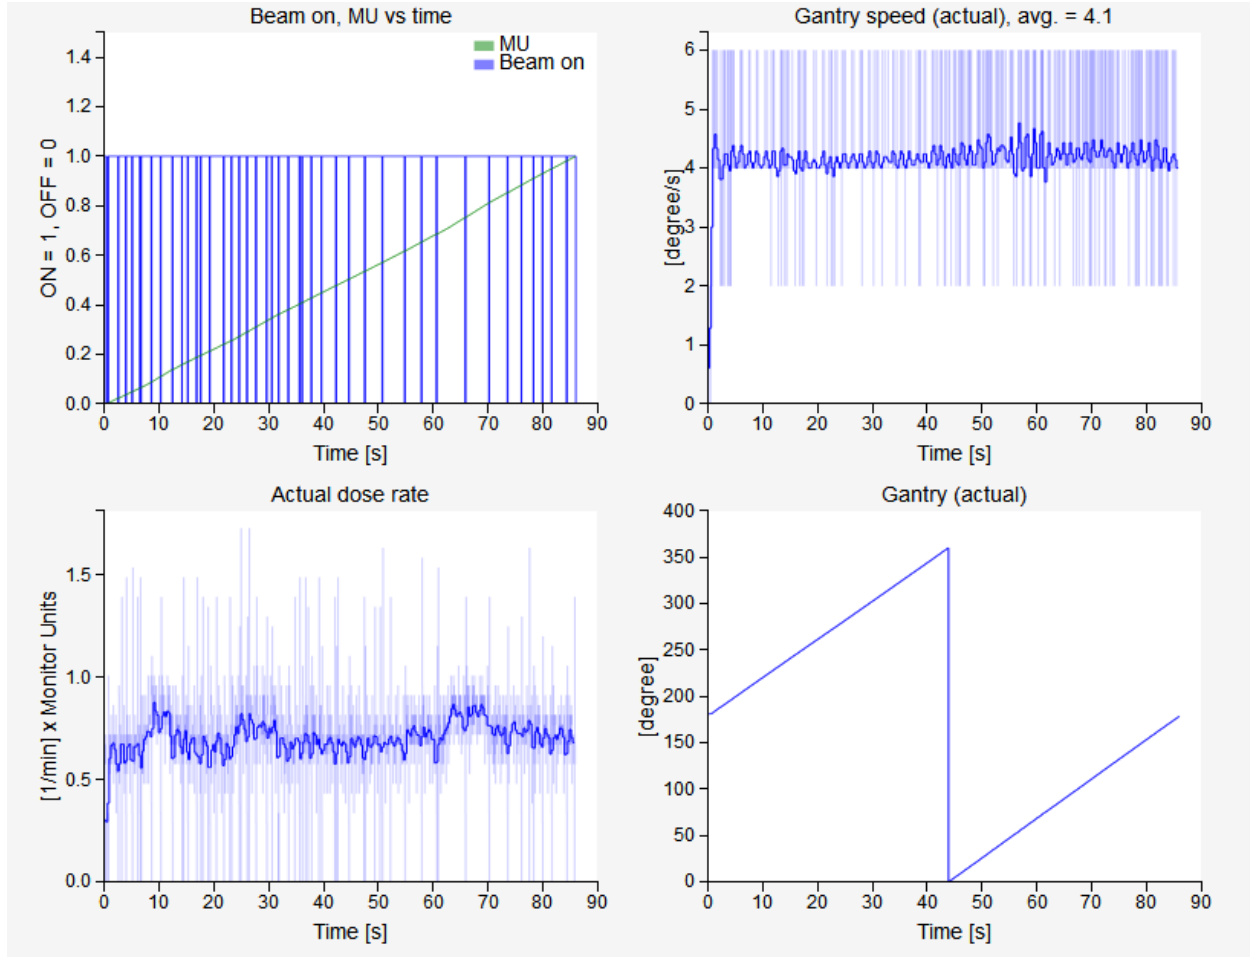 Beam on, MU vs time
MU
Beam on
ON = 1, OFF = 0
1.4
1.2
1.0
0.8
0.6
0.4
0.2
0.0
0 10 20 30 40 50 60 70 80 90
Time [s]
Gantry speed (actual), avg. = 4.1
[degree/s]
6
5
4
3
2
1
0
0 10 20 30 40 50 60 70 80 90
Time [s]
Actual dose rate
[1/min] x Monitor Units
1.5
1.0
0.5
0.0
0 10 20 30 40 50 60 70 80 90
Time [s]
Gantry (actual)
[degree]
400
350
300
250
200
150
100
50
0
0 10 20 30 40 50 60 70 80 90
Time [s]